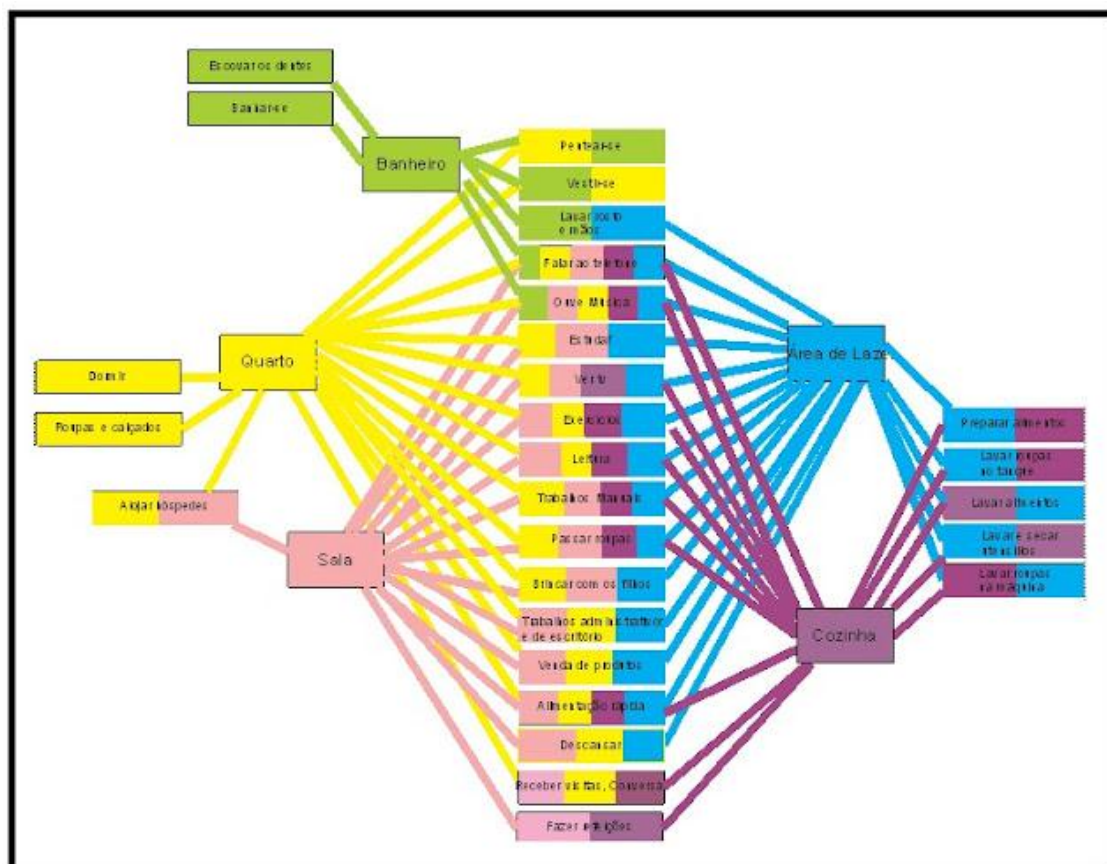 Escovar os dentes
Banhar-se
Banheiro
Pentear-se
Vestir-se
Lavar rosto
e mãos
Falar ao telefone
Ouvir Música
Estudar
Ver tv
Exercícios
Leitura
Trabalhos Manuais
Passar roupas
Brincar com os filhos
Trabalhos administrativos
e de escritório
Venda de produtos
Alimentação rápida
Descansar
Receber visitas, Conversa
Fazer refeições
Quarto
Dormir
Roupas e calçados
Alojar hóspedes
Sala
Área de Laze
Cozinha
Preparar alimentos
Lavar roupas
no tanque
Lavar alimentos
Lavar e secar
utensílios
Lavar roupas
na máquina